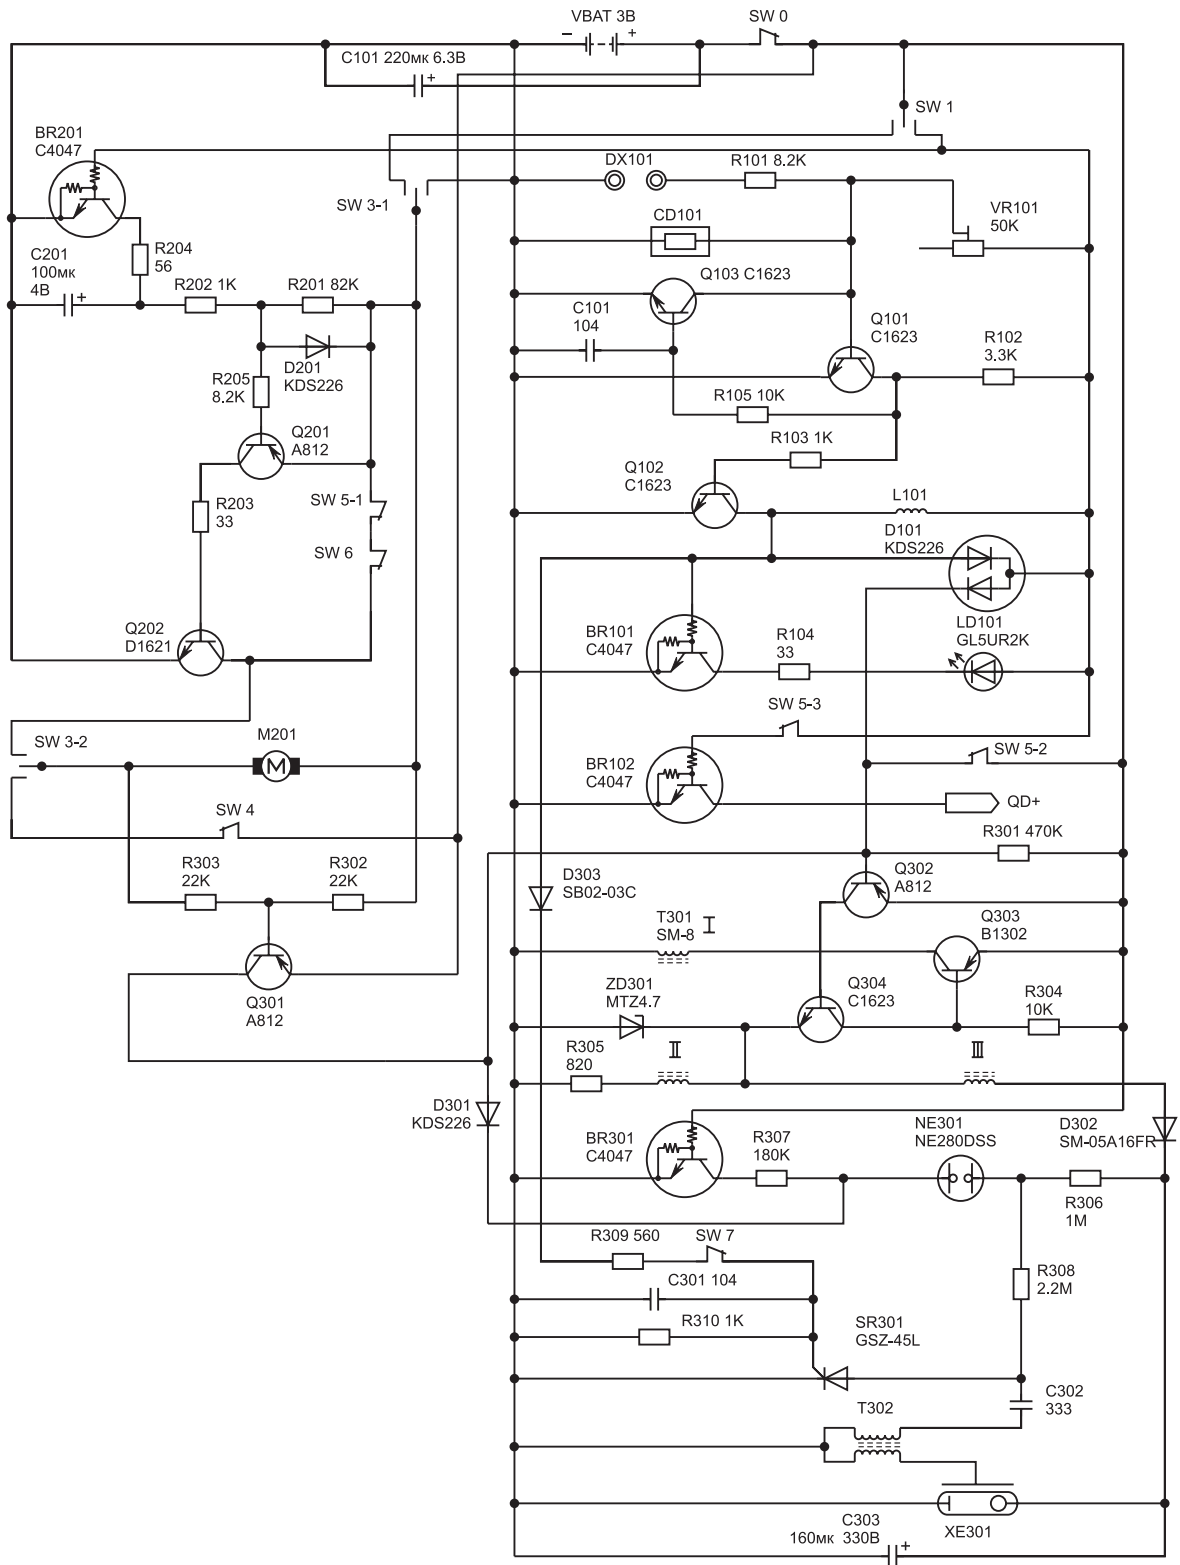 VBAT 3В
SW 0
−
+
C101 220мк 6.3В
+
SW 1
BR201
C4047
DX101
R101 8.2K
SW 3-1
VR101
50K
CD101
R204
56
C201
100мк
4В
+
Q103 C1623
R202 1K
R201 82K
C101
104
Q101
C1623
R102
3.3K
D201
KDS226
R205
8.2K
R105 10K
Q201
A812
R103 1K
Q102
C1623
SW 5-1
R203
33
L101
D101
KDS226
SW 6
Q202
D1621
BR101
C4047
R104
33
LD101
GL5UR2K
SW 5-3
SW 3-2
M201
M
SW 5-2
BR102
C4047
QD+
SW 4
R301 470K
R303
22K
R302
22K
D303
SB02-03C
Q302
A812
T301
SM-8
I
Q303
B1302
Q301
A812
ZD301
MTZ4.7
Q304
C1623
R304
10K
R305
820
II
III
D301
KDS226
BR301
C4047
R307
180K
NE301
NE280DSS
D302
SM-05A16FR
R306
1M
R309 560
SW 7
C301 104
R308
2.2M
R310 1K
SR301
GSZ-45L
C302
333
T302
C303
160мк 330В
+
XE301